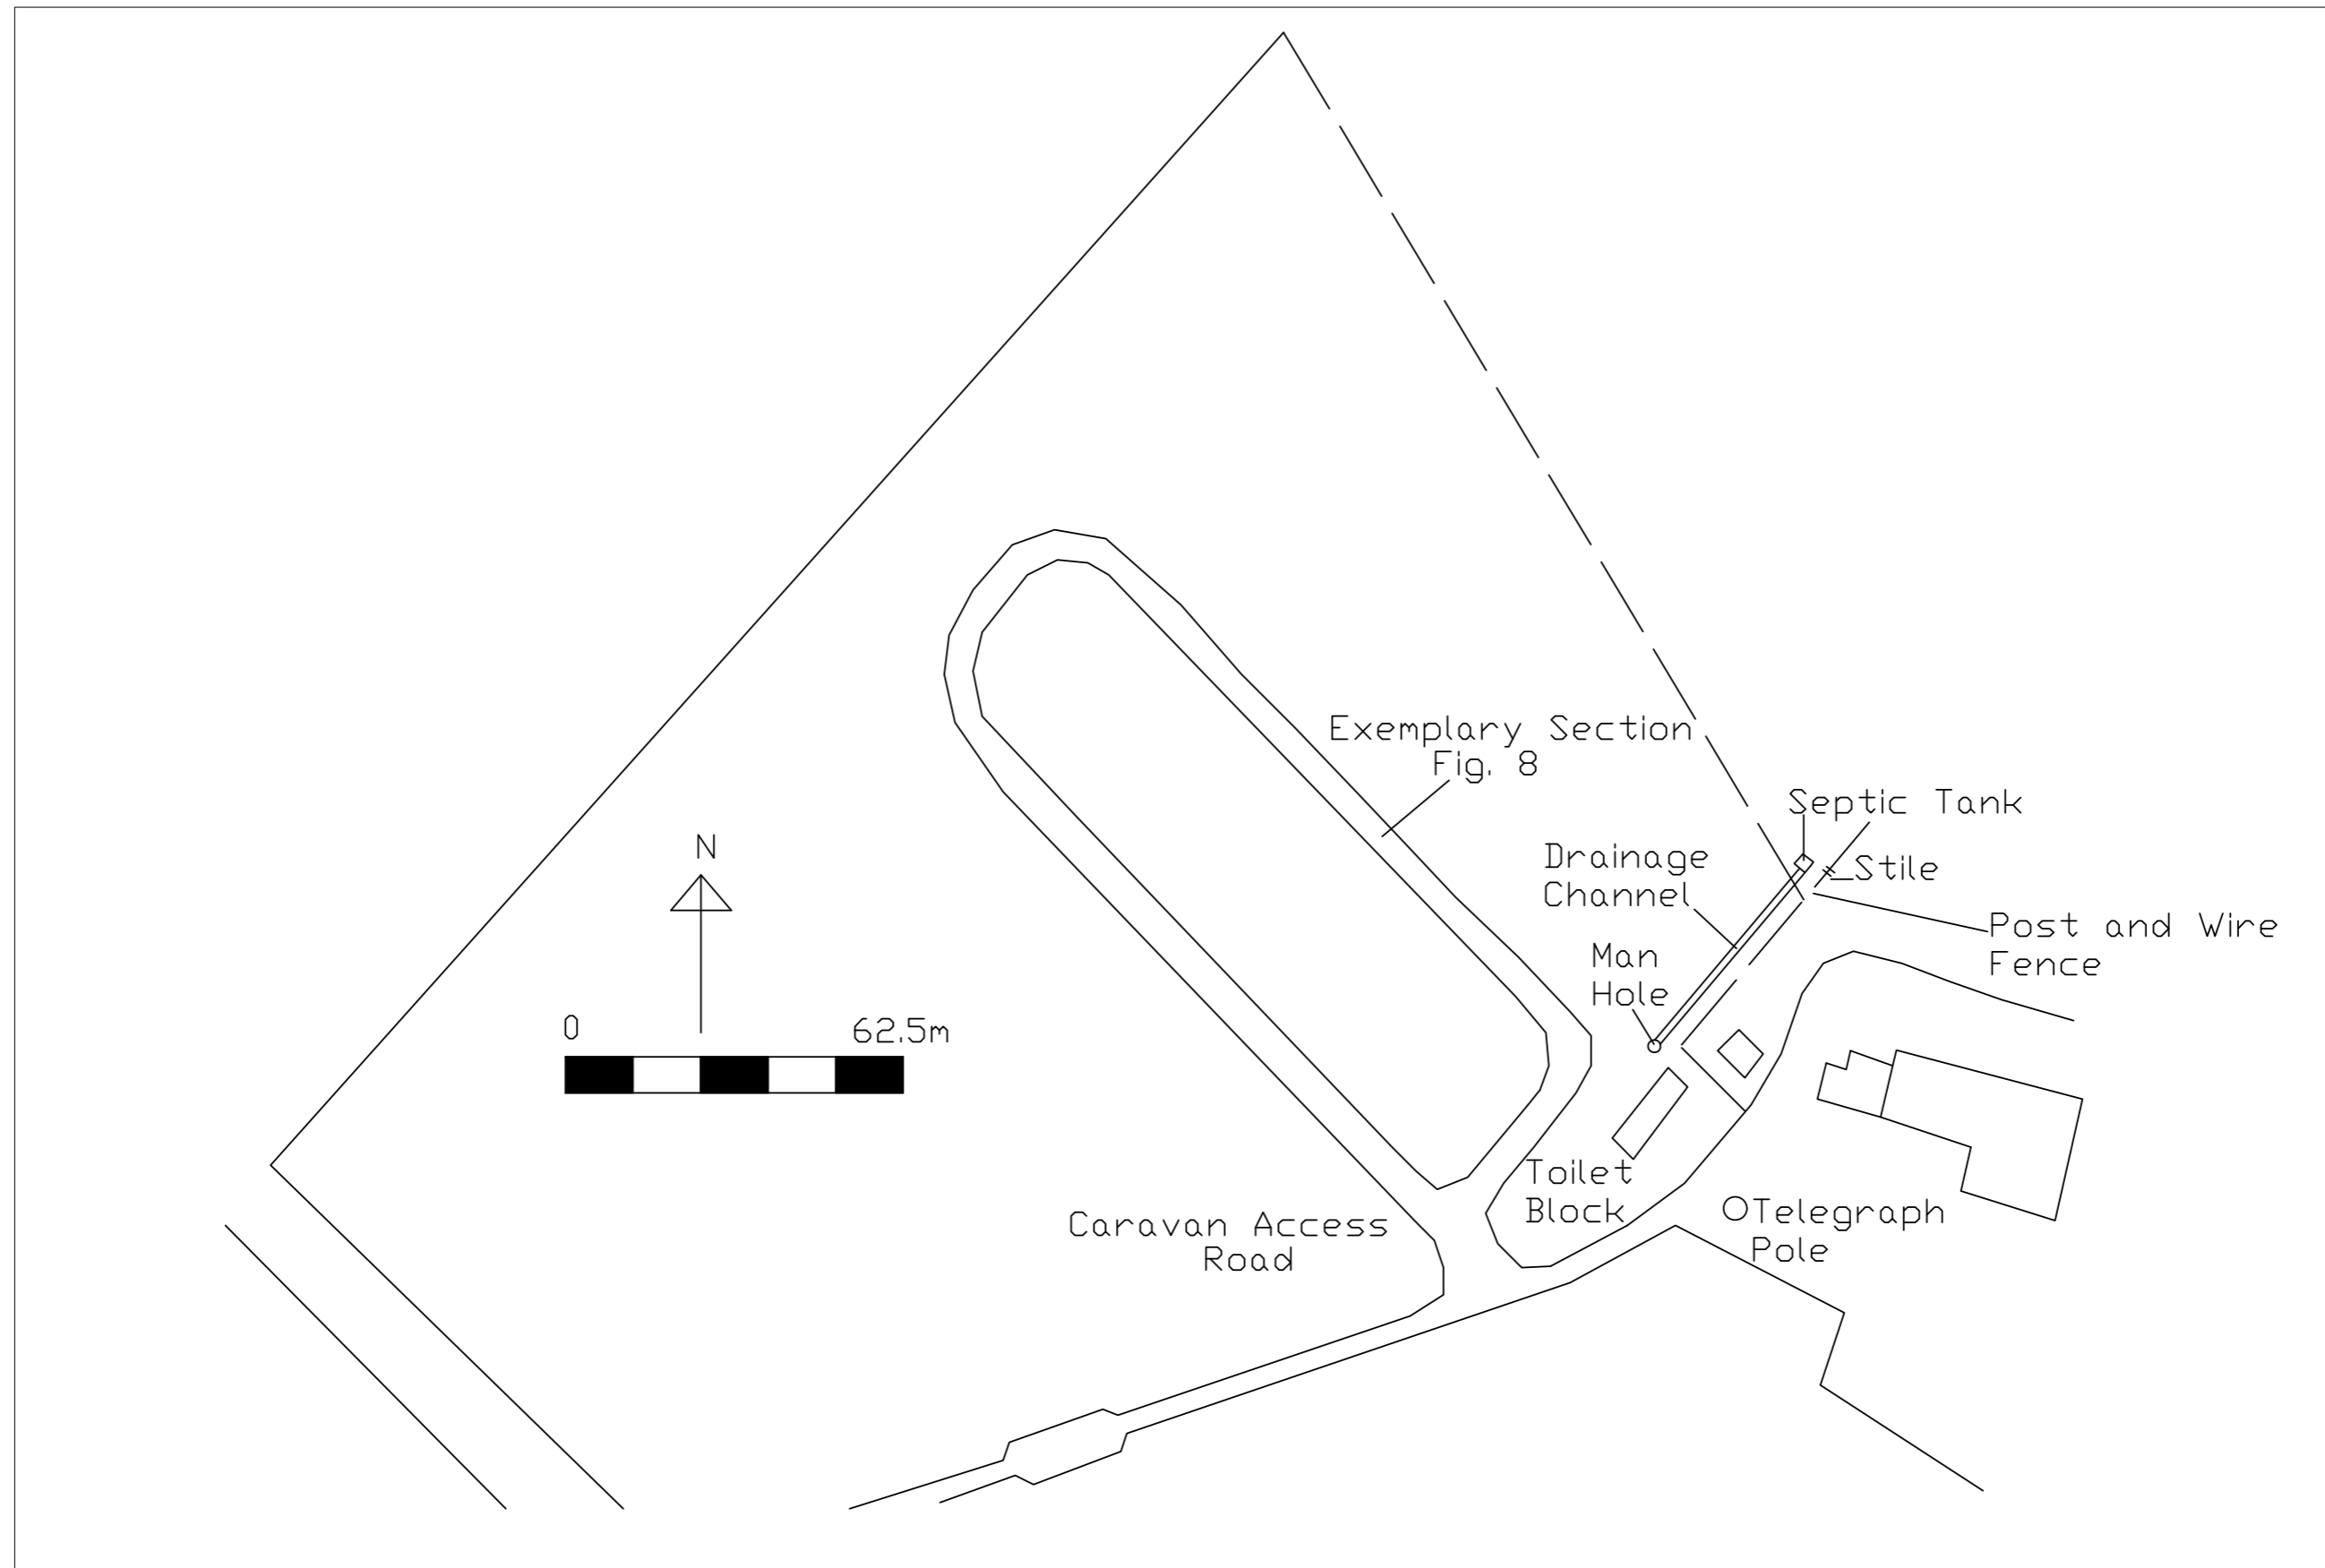 Exemplary Section
Fig. 8
Septic Tank
Drainage
Channel
Stile
Post and Wire
Fence
Man
Hole
N
0
62.5m
Toilet
Block
Telegraph
Pole
Caravan Access
Road